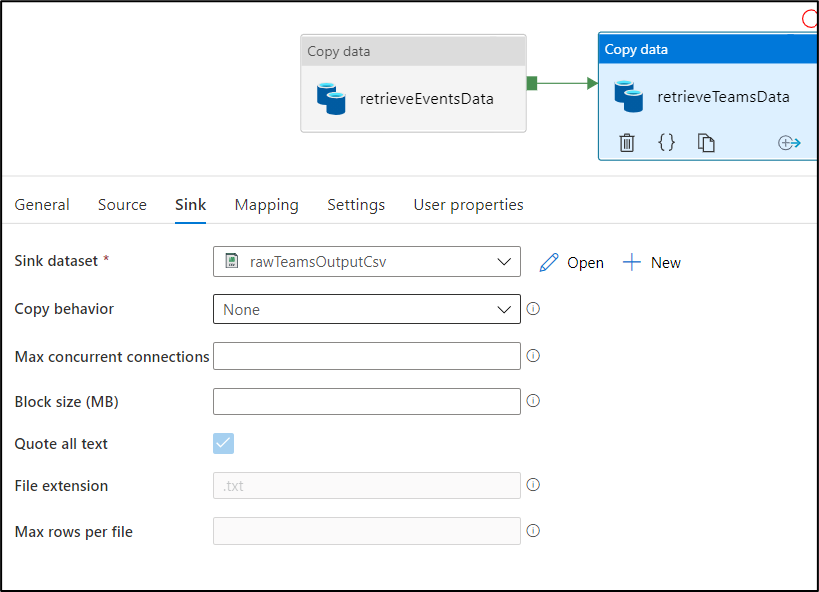 Copy data
retrieveEventsData
Copy data
retrieveTeamsData
{}
General Source Sink Mapping Settings User properties
Sink dataset * rawTeamsOutputCsv Open New
Copy behavior None
Max concurrent connections
Block size (MB)
Quote all text
File extension .txt
Max rows per file